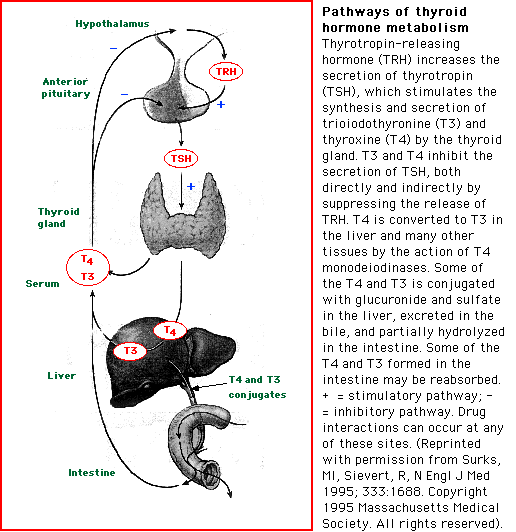 Hypothalamus
TRH
Anterior
pituitary
−
−
+
TSH
+
Thyroid
gland
T4
T3
Serum
T4
T3
Liver
T4 and T3
conjugates
Intestine
Pathways of thyroid
hormone metabolism
Thyrotropin-releasing
hormone (TRH) increases the
secretion of thyrotropin
(TSH), which stimulates the
synthesis and secretion of
trioiodothyronine (T3) and
thyroxine (T4) by the thyroid
gland. T3 and T4 inhibit the
secretion of TSH, both
directly and indirectly by
suppressing the release of
TRH. T4 is converted to T3 in
the liver and many other
tissues by the action of T4
monodeiodinases. Some of
the T4 and T3 is conjugated
with glucuronide and sulfate
in the liver, excreted in the
bile, and partially hydrolyzed
in the intestine. Some of the
T4 and T3 formed in the
intestine may be reabsorbed.
+ = stimulatory pathway; -
= inhibitory pathway. Drug
interactions can occur at any
of these sites. (Reprinted
with permission from Surks,
MI, Sievert, R, N Engl J Med
1995; 333:1688. Copyright
1995 Massachusetts Medical
Society. All rights reserved).